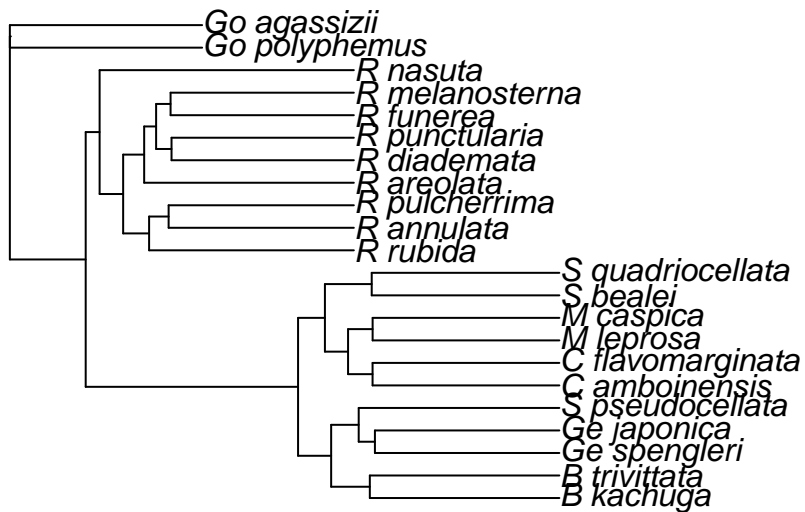 Go agassizii
Go polyphemus
R nasuta
R melanosterna
R funerea
R punctularia
R diademata
R areolata
R pulcherrima
R annulata
R rubida
S quadriocellata
S bealei
M caspica
M leprosa
C flavomarginata
C amboinensis
S pseudocellata
Ge japonica
Ge spengleri
B trivittata
B kachuga